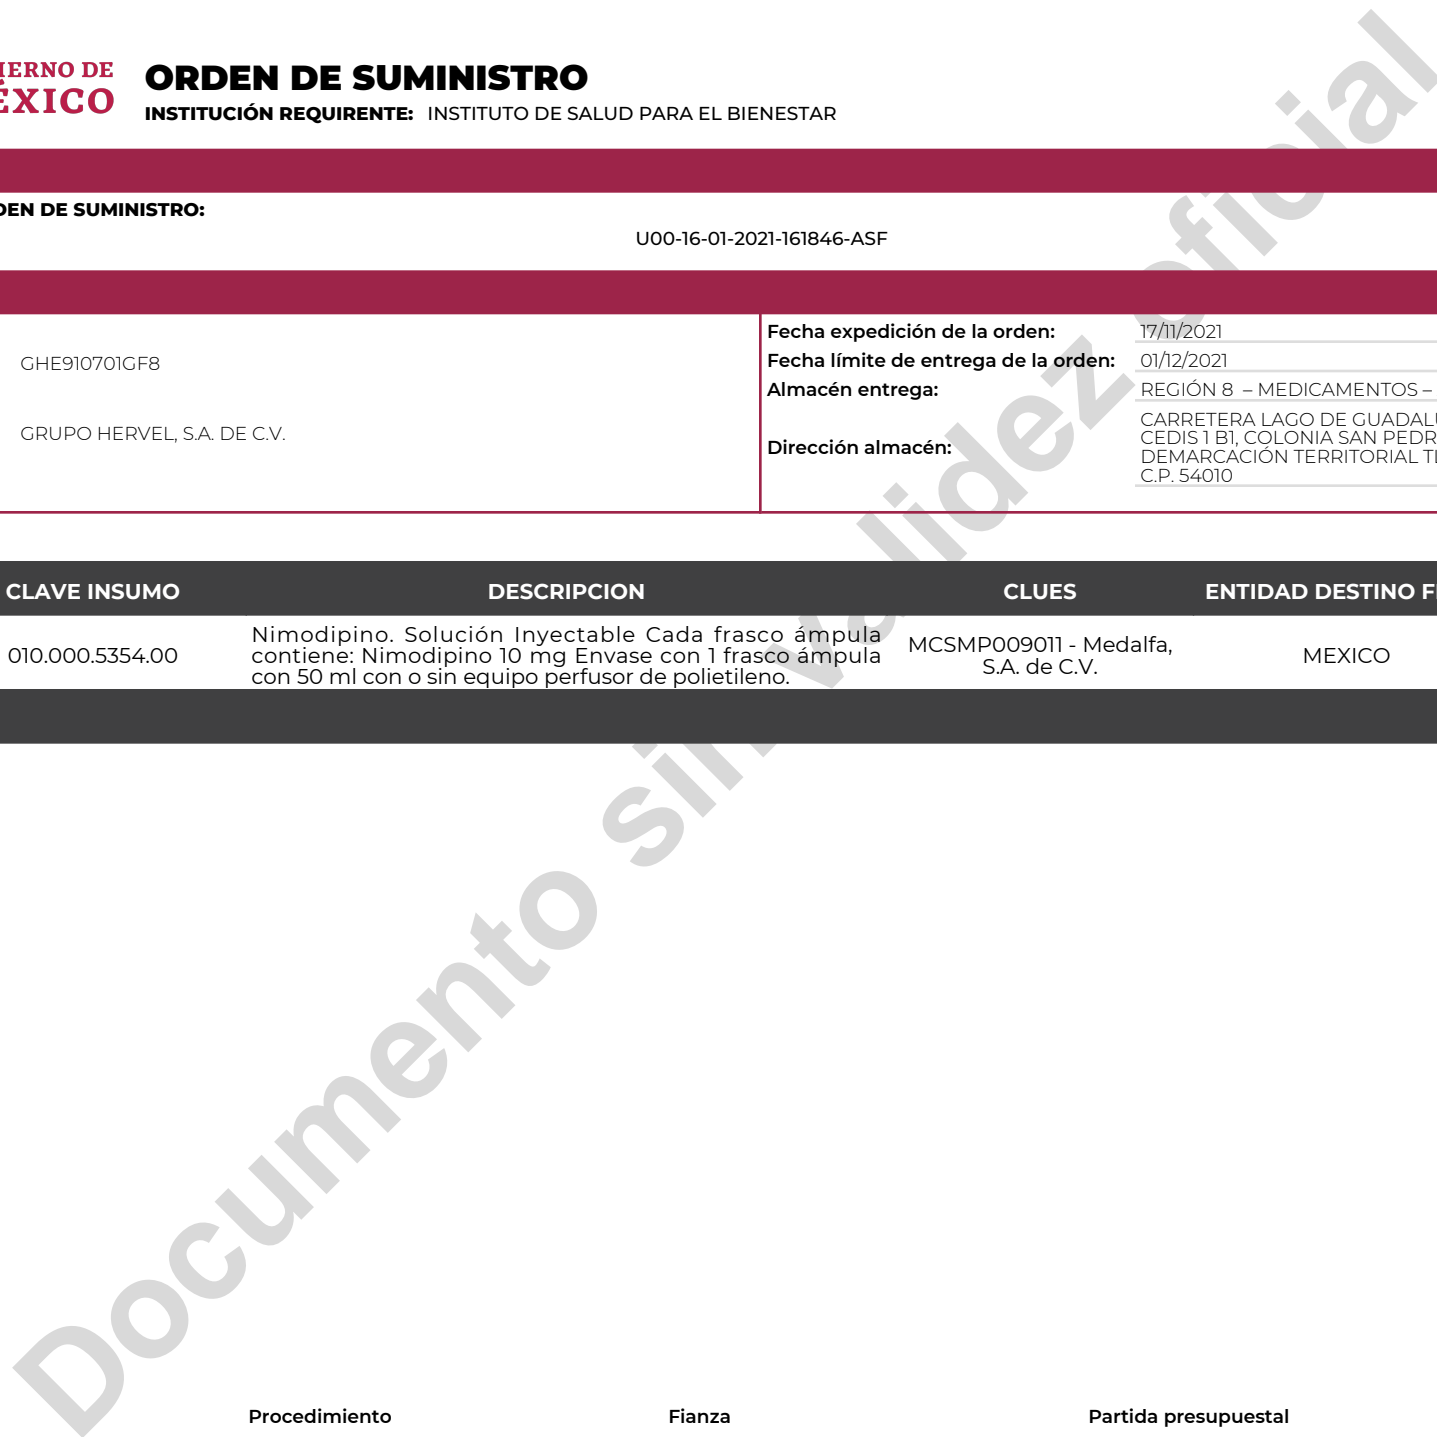 IERNO DE
ÉXICO
ORDEN DE SUMINISTRO
INSTITUCIÓN REQUIRENTE: INSTITUTO DE SALUD PARA EL BIENESTAR
DEN DE SUMINISTRO:
U00-16-01-2021-161846-ASF
GHE910701GF8
GRUPO HERVEL, S.A. DE C.V.
Fecha expedición de la orden: 17/11/2021
Fecha límite de entrega de la orden: 01/12/2021
Almacén entrega: REGIÓN 8 – MEDICAMENTOS –
Dirección almacén:
CARRETERA LAGO DE GUADALU
CEDIS 1 B1, COLONIA SAN PEDR
DEMARCACIÓN TERRITORIAL TL
C.P. 54010
CLAVE INSUMO DESCRIPCION CLUES ENTIDAD DESTINO FI
010.000.5354.00
Nimodipino. Solución Inyectable Cada frasco ámpula
contiene: Nimodipino 10 mg Envase con 1 frasco ámpula
con 50 ml con o sin equipo perfusor de polietileno.
MCSMP009011 - Medalfa,
S.A. de C.V.
MEXICO
Documento sin validez oficial
Procedimiento Fianza Partida presupuestal